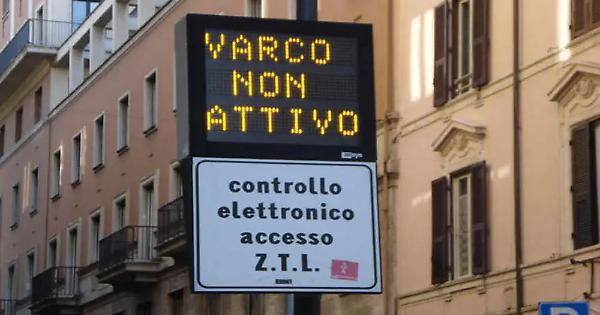 VARCO
NON
ATTIVO
controllo
elettronico
accesso
Z.T.L.
P